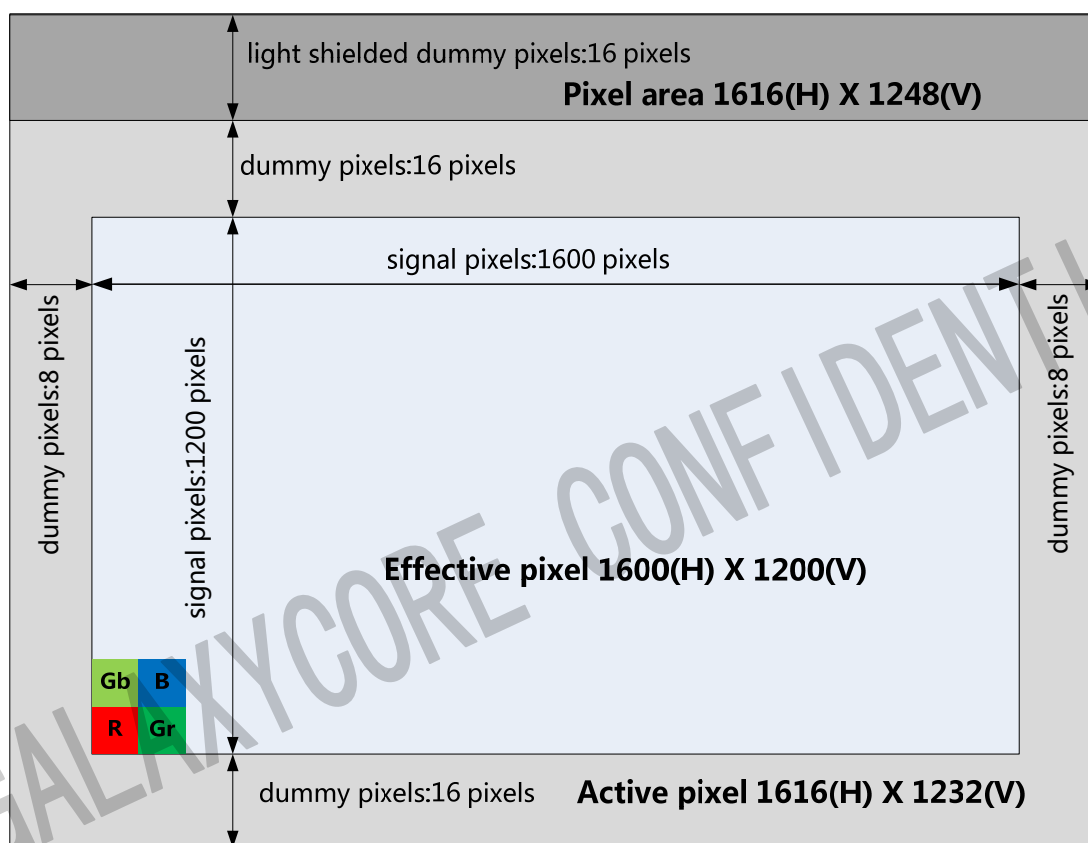 light shielded dummy pixels:16 pixels
Pixel area 1616(H) X 1248(V)
dummy pixels:16 pixels
signal pixels:1600 pixels
dummy pixels:8 pixels
signal pixels:1200 pixels
dummy pixels:8 pixels
Effective pixel 1600(H) X 1200(V)
Gb B
R Gr
dummy pixels:16 pixels
Active pixel 1616(H) X 1232(V)
GALAXYCORE CONFIDENTI